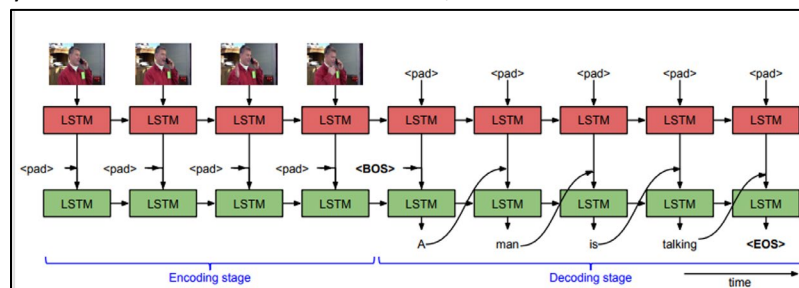 <pad> <pad> <pad> <pad> <pad>
LSTM LSTM LSTM LSTM LSTM LSTM LSTM LSTM LSTM
<pad> <pad> <pad> <pad> <BOS>
LSTM LSTM LSTM LSTM LSTM LSTM LSTM LSTM LSTM
A man is talking <EOS>
Encoding stage Decoding stage time